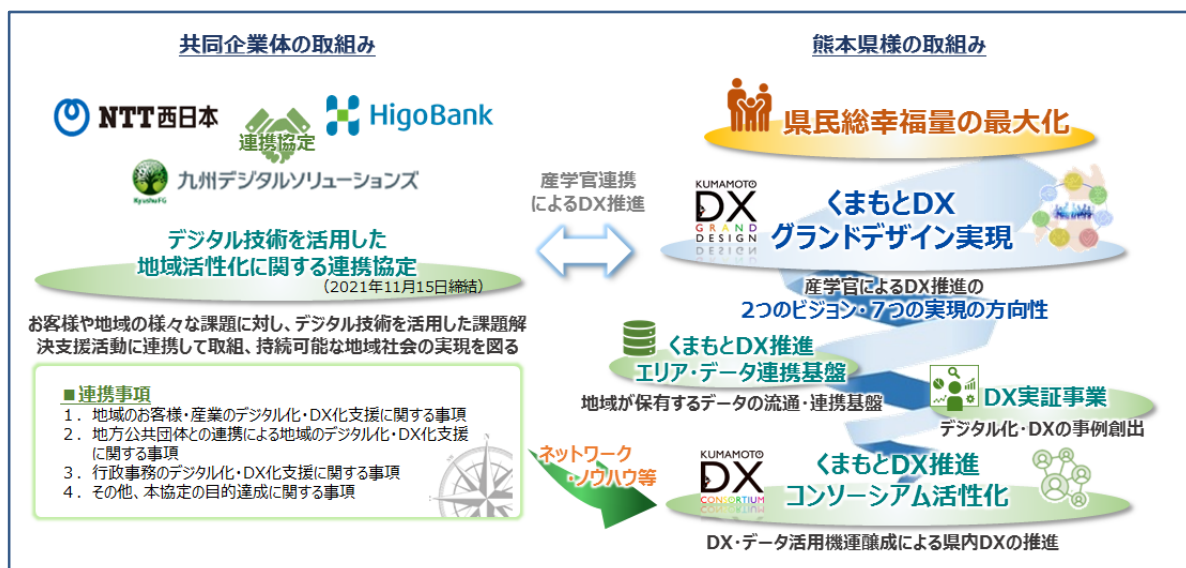 共同企業体の取組み
NTT西日本
連携協定
HigoBank
KyushuFG
九州デジタルソリューションズ
デジタル技術を活用した
地域活性化に関する連携協定
（2021年11月15日締結）
お客様や地域の様々な課題に対し、デジタル技術を活用した課題解
決支援活動に連携して取組、持続可能な地域社会の実現を図る
■連携事項
1．地域のお客様・産業のデジタル化・DX化支援に関する事項
2．地方公共団体との連携による地域のデジタル化・DX化支援
に関する事項
3．行政事務のデジタル化・DX化支援に関する事項
4．その他、本協定の目的達成に関する事項
産学官連携
によるDX推進
ネットワーク
・ノウハウ等
熊本県様の取組み
県民総幸福量の最大化
KUMAMOTO
DX
GRAND
DESIGN
くまもとDX
グランドデザイン実現
産学官によるDX推進の
2つのビジョン・７つの実現の方向性
くまもとDX推進
エリア・データ連携基盤
地域が保有するデータの流通・連携基盤
DX実証事業
デジタル化・DXの事例創出
KUMAMOTO
DX
CONSORTIUM
くまもとDX推進
コンソーシアム活性化
DX・データ活用機運醸成による県内DXの推進